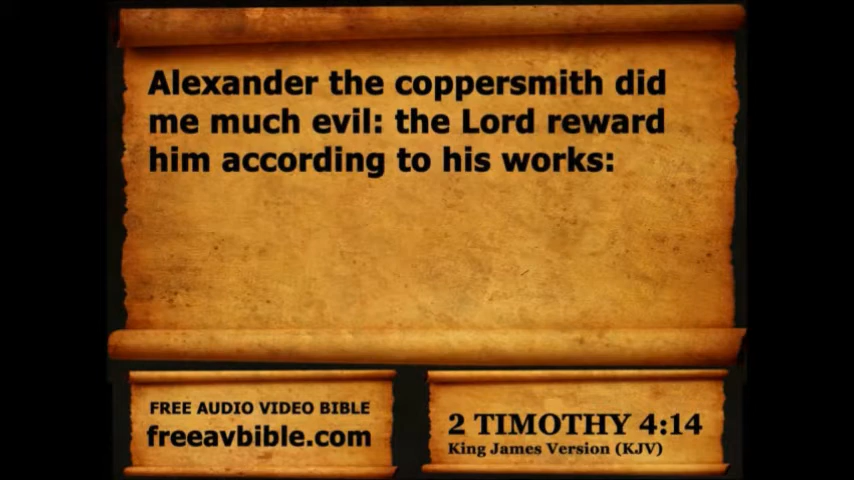 Alexander the coppersmith did
me much evil: the Lord reward
him according to his works:
FREE AUDIO VIDEO BIBLE
freeavbible.com
2 TIMOTHY 4:14
King James Version (KJV)